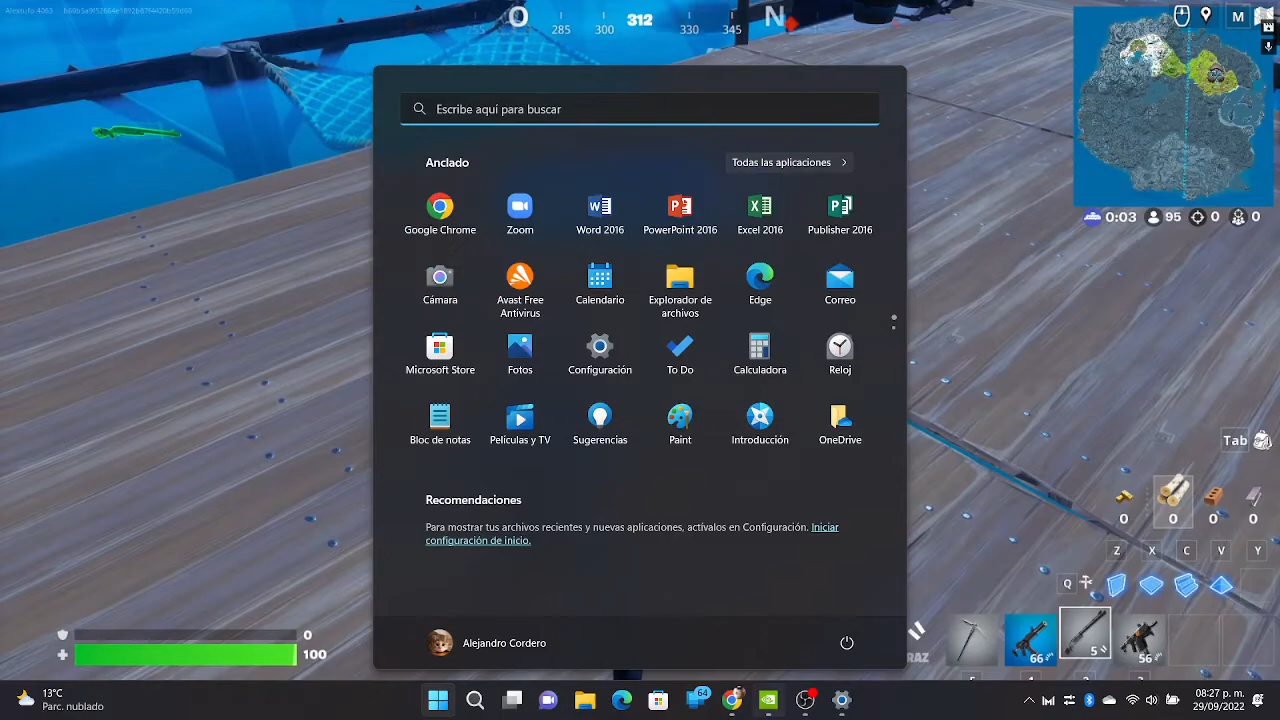 O
N
255
285
300
312
330
345
M
Escribe aquí para buscar
Anclado
Todas las aplicaciones
Google Chrome
Zoom
Word 2016
PowerPoint 2016
Excel 2016
Publisher 2016
Cámara
Avast Free
Antivirus
Calendario
Explorador de
archivos
Edge
Correo
Microsoft Store
Fotos
Configuración
To Do
Calculadora
Reloj
Bloc de notas
Películas y TV
Sugerencias
Paint
Introducción
OneDrive
Recomendaciones
Para mostrar tus archivos recientes y nuevas aplicaciones, actívalos en Configuración. Iniciar
configuración de inicio.
Alejandro Cordero
0:03 95 0 0
Tab
0 0 0 0
Z X C V Y
Q
RAZ
66 5 56
0
100
13°C
Parc. nublado
64
08:27 p. m.
29/09/2022